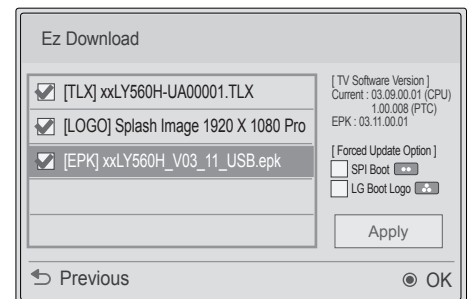 Ez Download
[TLX] xxLY560H-UA00001.TLX
[LOGO] Splash Image 1920 X 1080 Pro
[EPK] xxLY560H_V03_11_USB.epk
[ TV Software Version ]
Current : 03.09.00.01 (CPU)
1.00.008 (PTC)
EPK : 03.11.00.01
[ Forced Update Option ]
SPI Boot
LG Boot Logo
Apply
Previous
OK